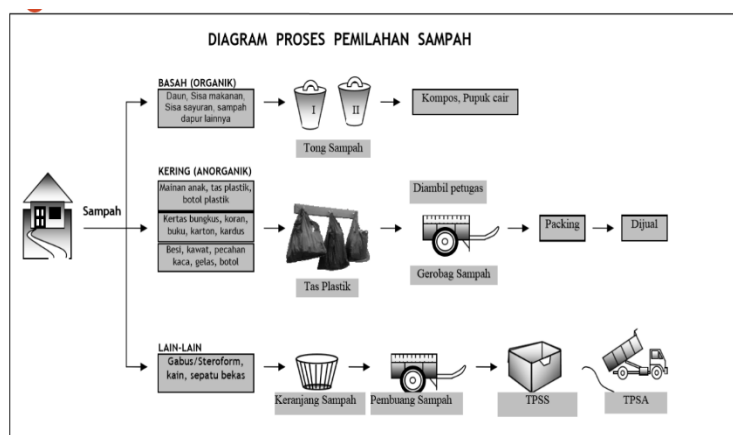 DIAGRAM PROSES PEMILAHAN SAMPAH
BASAH (ORGANIK)
Daun, Sisa makanan,
Sisa sayuran, sampah
dapur lainnya
I
II
Tong Sampah
Kompos, Pupuk cair
Sampah
KERING (ANORGANIK)
Mainan anak, tas plastik,
botol plastik
Kertas bungkus, koran,
buku, karton, kardus
Besi, kawat, pecahan
kaca, gelas, botol
Tas Plastik
Diambil petugas
Gerobag Sampah
Packing
Dijual
LAIN-LAIN
Gabus/Steroform,
kain, sepatu bekas
Keranjang Sampah
Pembuang Sampah
TPSS
TPSA